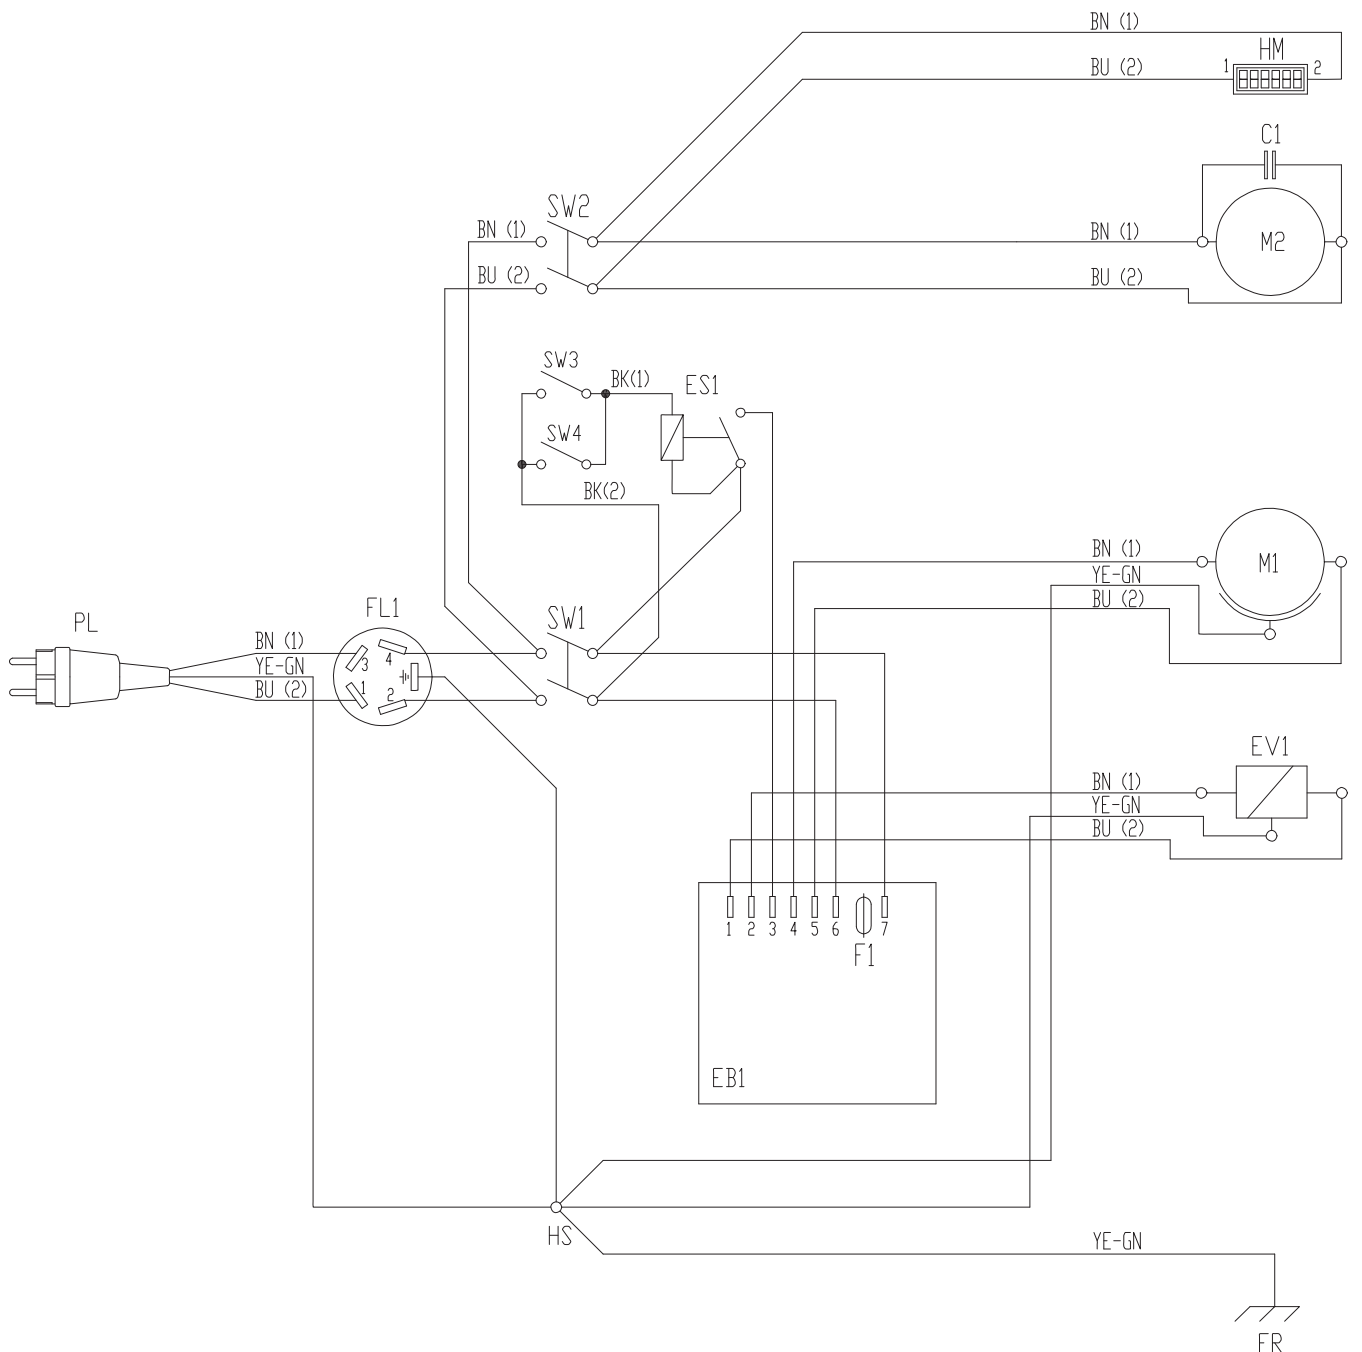 BN (1)
HM
1
2
BU (2)
C1
SW2
BN (1)
BN (1)
M2
BU (2)
BU (2)
SW3
BK(1)
ES1
SW4
BK(2)
BN (1)
M1
YE-GN
BU (2)
PL
FL1
SW1
BN (1)
3
4
YE-GN
BU (2)
1
2
EV1
BN (1)
YE-GN
BU (2)
1 2 3 4 5 6 7
F1
EB1
HS
YE-GN
FR